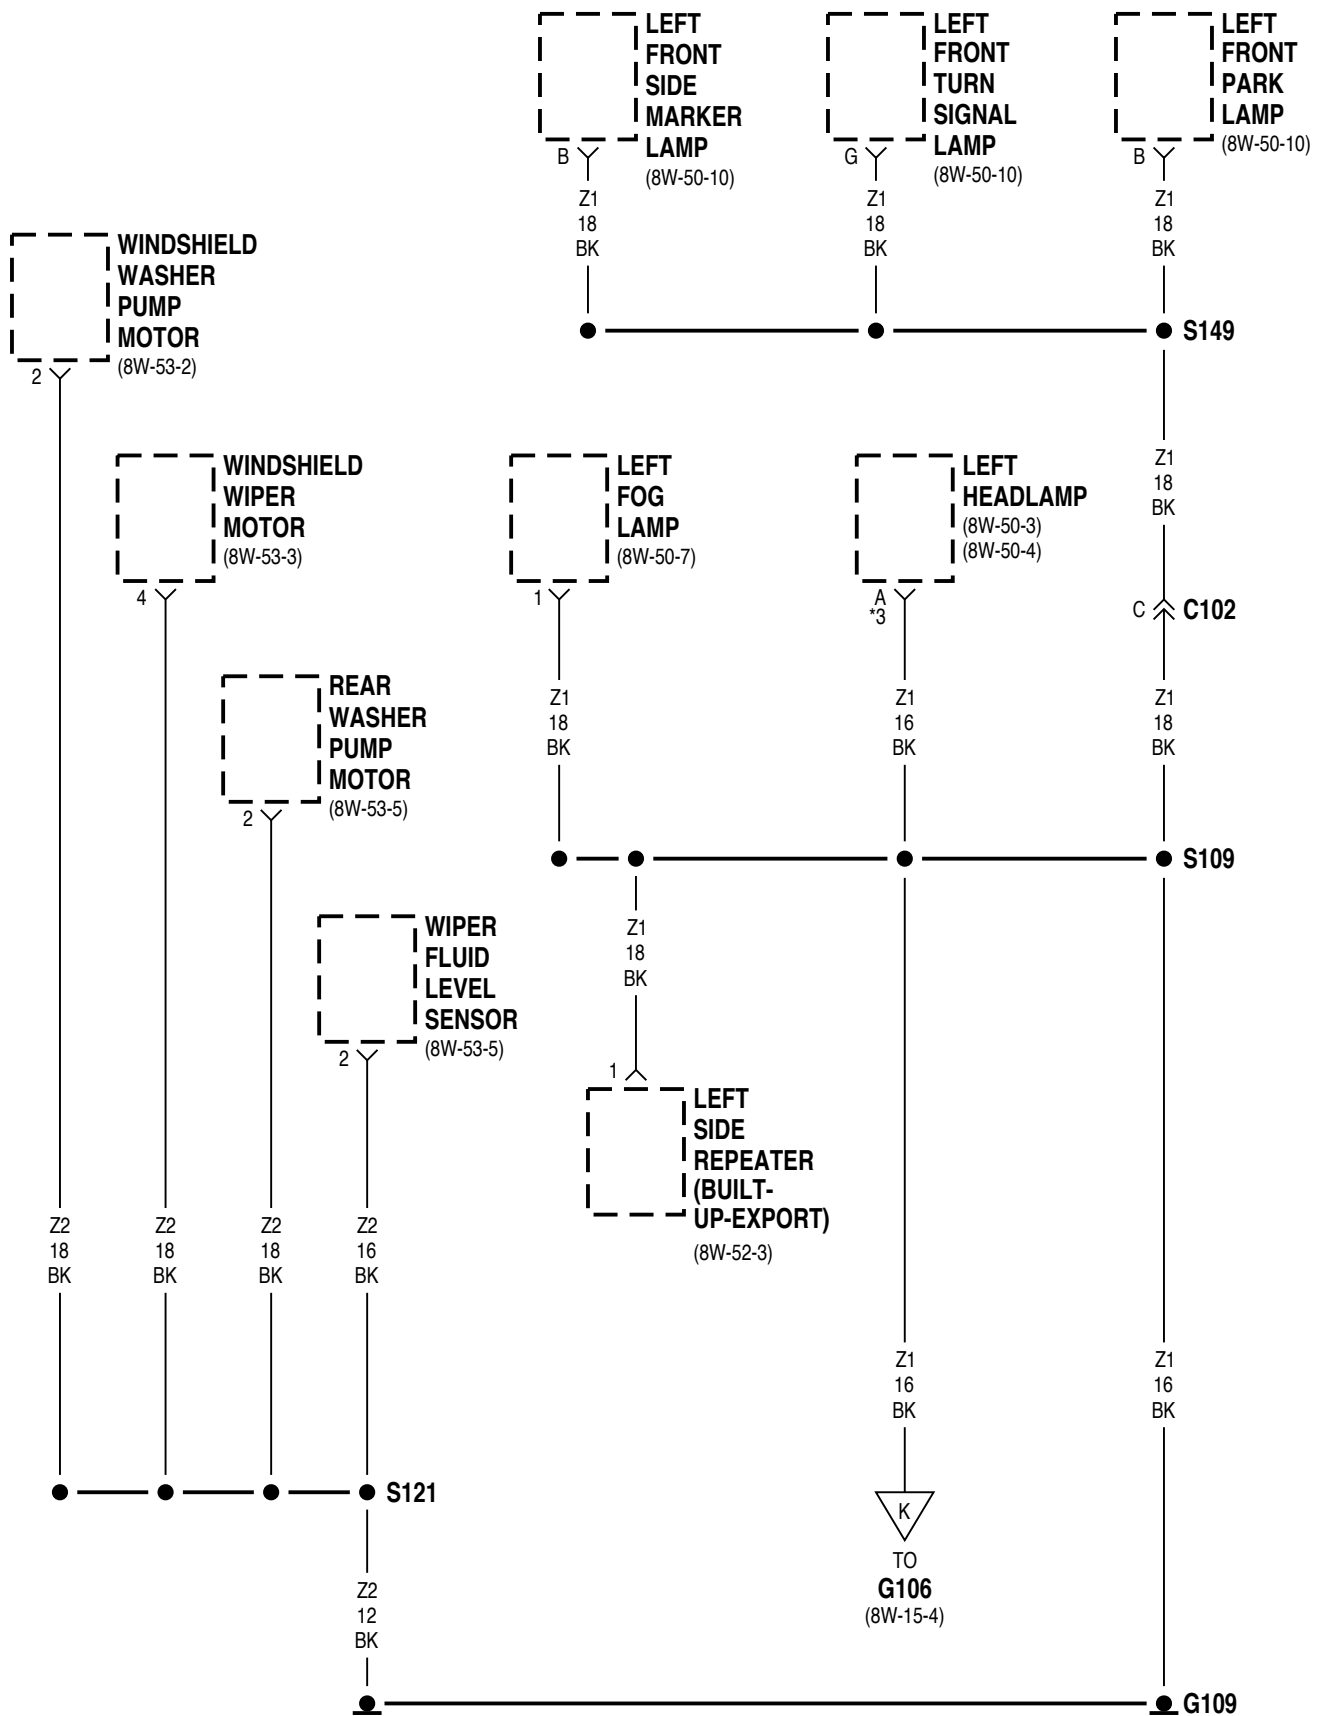 LEFT
FRONT
SIDE
MARKER
LAMP
(8W-50-10)
B
Z1
18
BK
LEFT
FRONT
TURN
SIGNAL
LAMP
(8W-50-10)
G
Z1
18
BK
LEFT
FRONT
PARK
LAMP
(8W-50-10)
B
Z1
18
BK
S149
WINDSHIELD
WASHER
PUMP
MOTOR
(8W-53-2)
2
WINDSHIELD
WIPER
MOTOR
(8W-53-3)
4
LEFT
FOG
LAMP
(8W-50-7)
1
Z1
18
BK
LEFT
HEADLAMP
(8W-50-3)
(8W-50-4)
A
*3
Z1
16
BK
Z1
18
BK
C
C102
Z1
18
BK
REAR
WASHER
PUMP
MOTOR
(8W-53-5)
2
S109
WIPER
FLUID
LEVEL
SENSOR
(8W-53-5)
2
Z1
18
BK
1
LEFT
SIDE
REPEATER
(BUILT-
UP-EXPORT)
(8W-52-3)
Z2
18
BK
Z2
18
BK
Z2
18
BK
Z2
16
BK
Z1
16
BK
Z1
16
BK
S121
K
TO
G106
(8W-15-4)
Z2
12
BK
G109